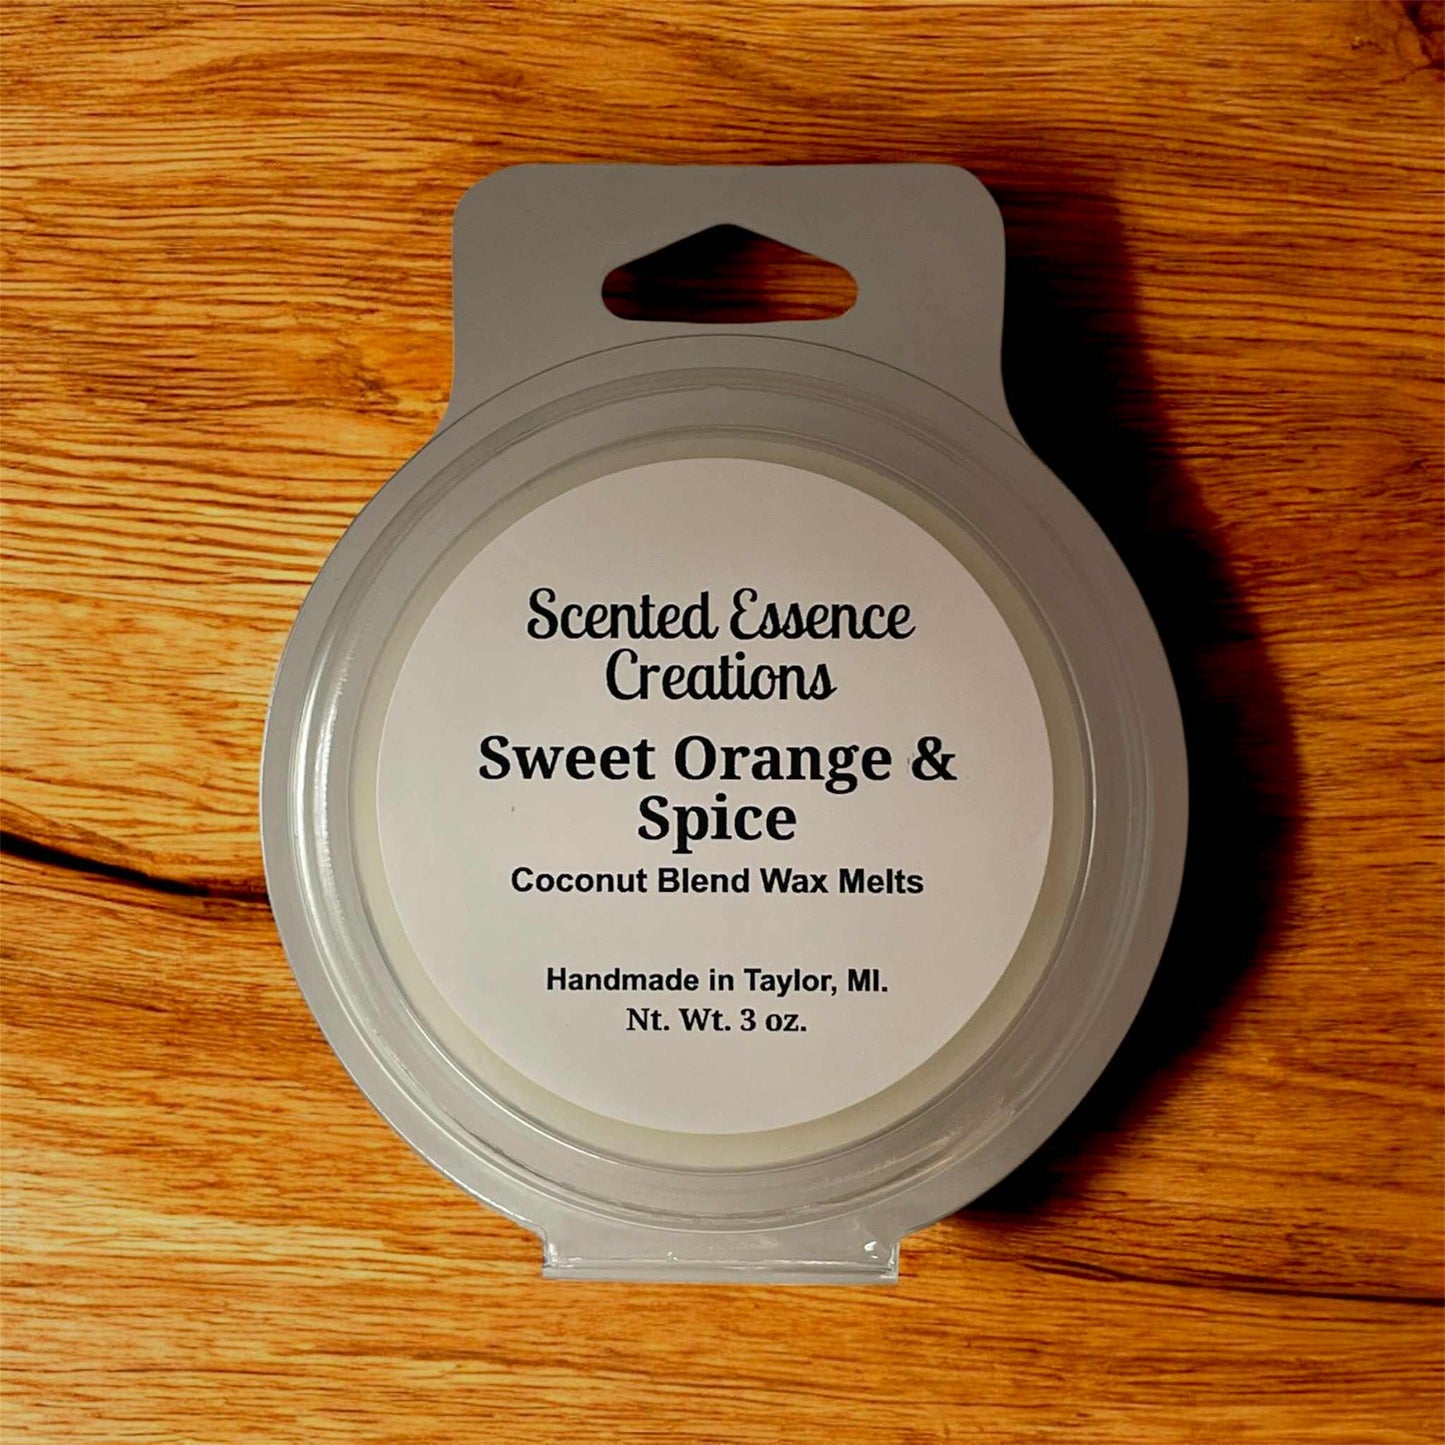 Scented Essence
Creations
Sweet Orange &
Spice
Coconut Blend Wax Melts
Handmade in Taylor, MI.
Nt. Wt. 3 oz.